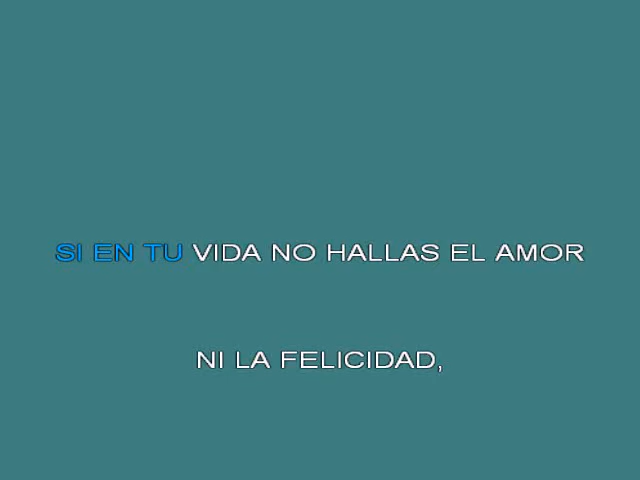 SI EN TU VIDA NO HALLAS EL AMOR
NI LA FELICIDAD,